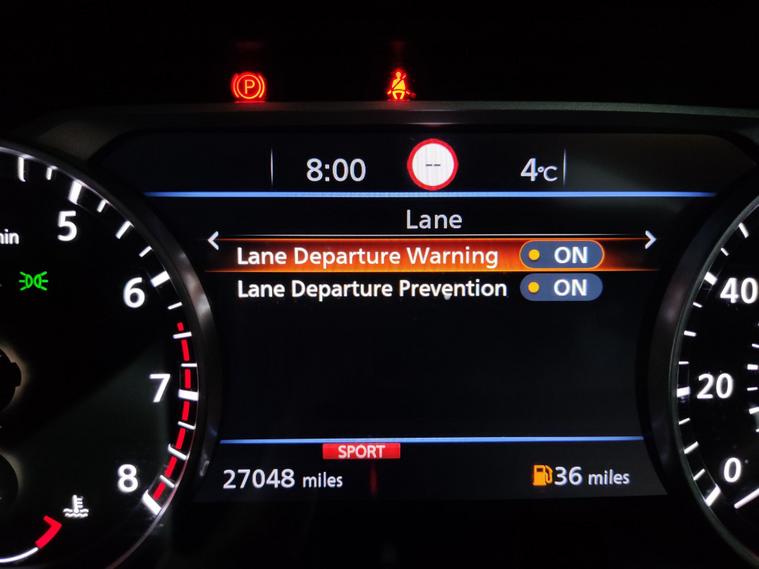 P
8:00 -- 4°C
Lane
Lane Departure Warning ON
Lane Departure Prevention ON
SPORT
27048 miles 36 miles
min
5
6
7
8
40
20
0